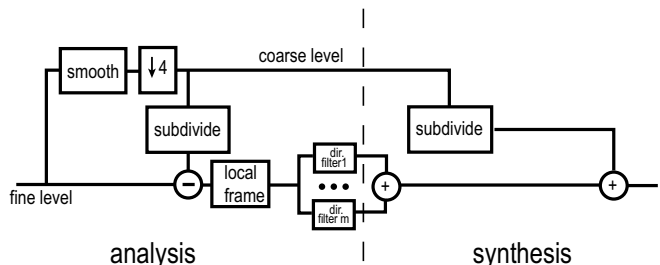 smooth
↓4
coarse level
subdivide
subdivide
dir.
filter1
local
frame
fine level
−
•••
+
+
dir.
filter m
analysis
synthesis